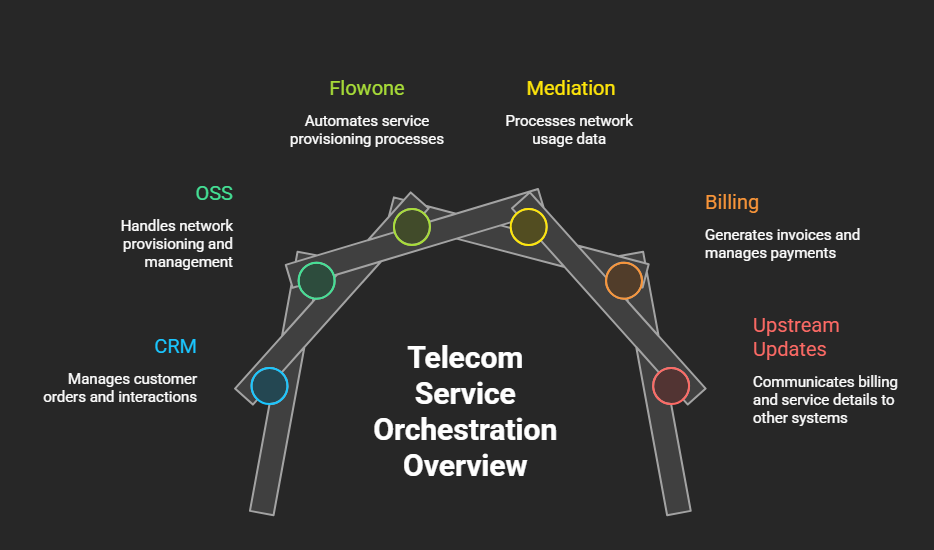 Flowone
Automates service
provisioning processes
Mediation
Processes network
usage data
OSS
Handles network
provisioning and
management
Billing
Generates invoices and
manages payments
CRM
Manages customer
orders and interactions
Upstream
Updates
Communicates billing
and service details to
other systems
Telecom
Service
Orchestration
Overview